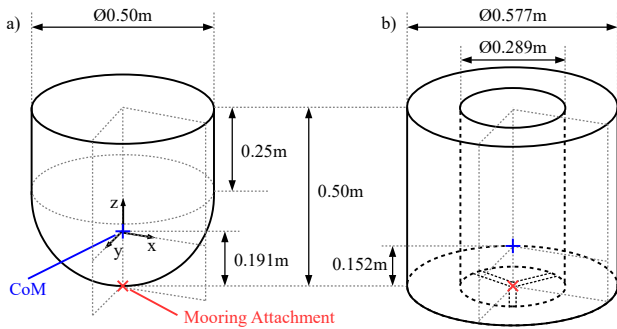 a)
Ø0.50m
b)
Ø0.577m
Ø0.289m
0.25m
0.50m
z
y
x
0.191m
0.152m
CoM
Mooring Attachment